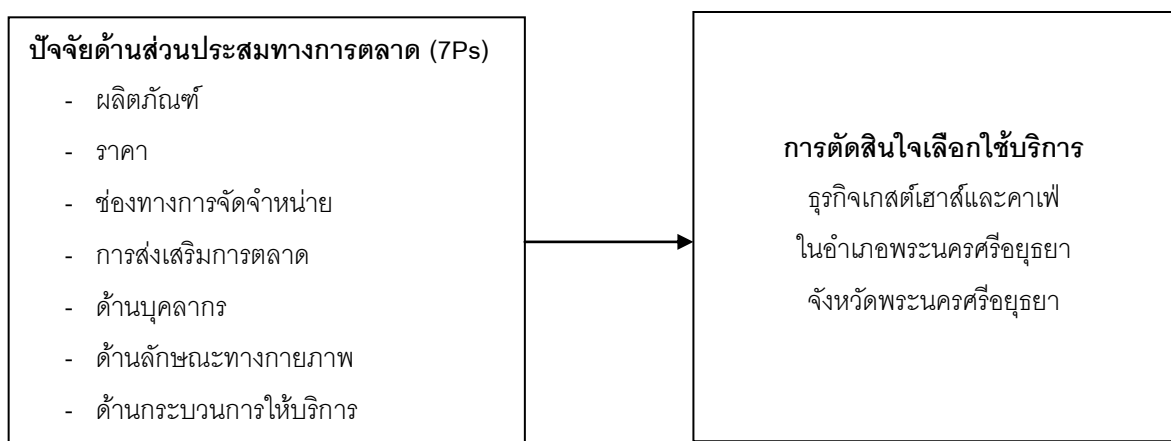 ปัจจัยด้านส่วนประสมทางการตลาด (7Ps)
- ผลิตภัณฑ์
- ราคา
- ช่องทางการจัดจำหน่าย
- การส่งเสริมการตลาด
- ด้านบุคลากร
- ด้านลักษณะทางกายภาพ
- ด้านกระบวนการให้บริการ
การตัดสินใจเลือกใช้บริการ
ธุรกิจเกสต์เฮาส์และคาเฟ่
ในอำเภอพระนครศรีอยุธยา
จังหวัดพระนครศรีอยุธยา